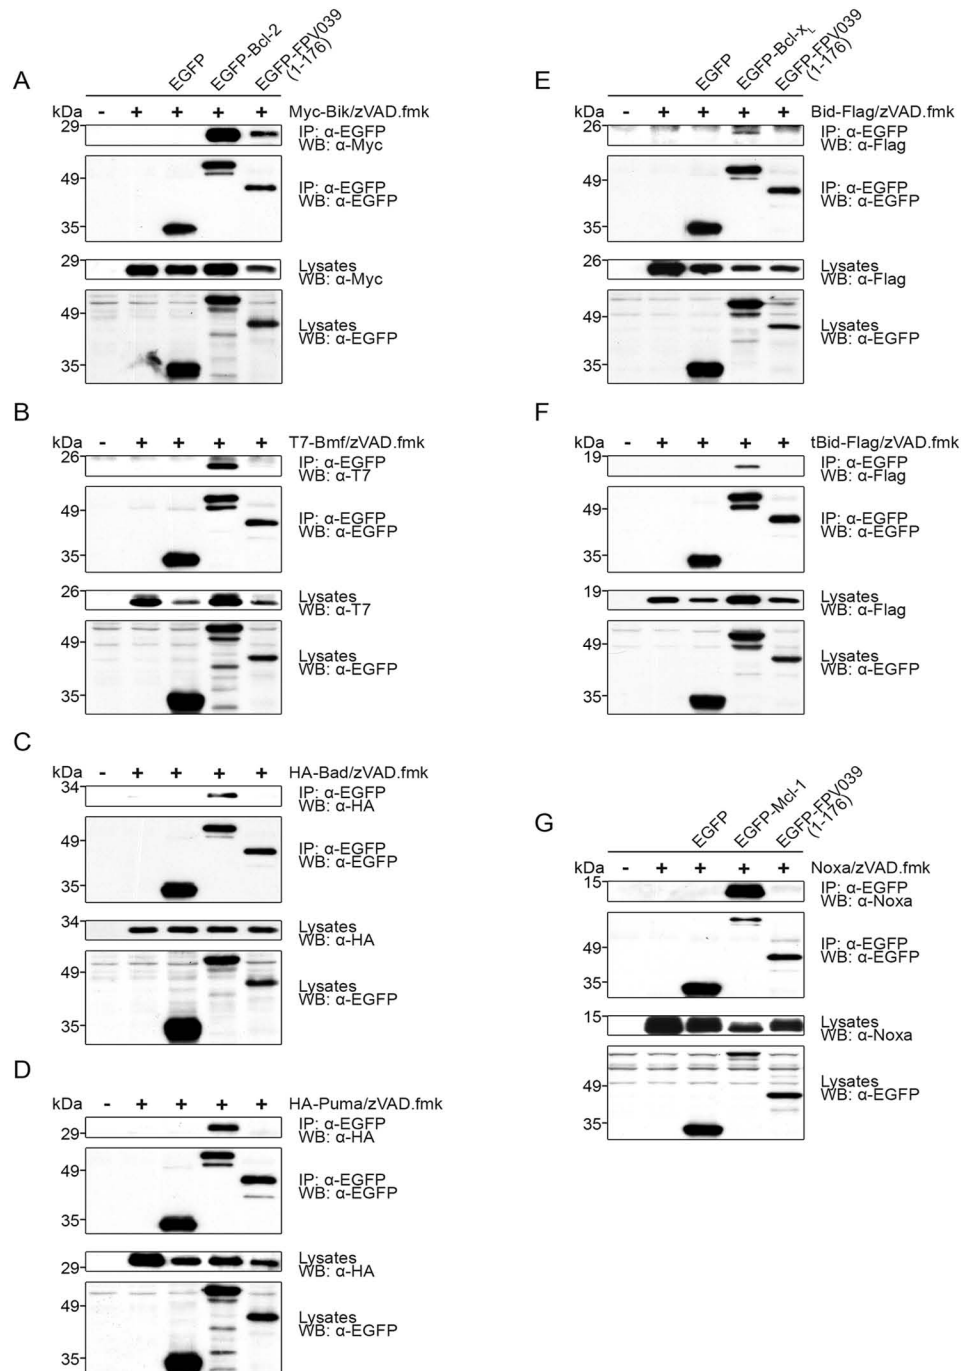 A
EGFP
EGFP-Bcl-2
EGFP-FPV039
(1-176)
kDa - + + + + Myc-Bik/zVAD.fmk
29
IP: α-EGFP
WB: α-Myc
49
35
IP: α-EGFP
WB: α-EGFP
29
Lysates
WB: α-Myc
49
35
Lysates
WB: α-EGFP
B
kDa - + + + + T7-Bmf/zVAD.fmk
26
IP: α-EGFP
WB: α-T7
49
35
IP: α-EGFP
WB: α-EGFP
26
Lysates
WB: α-T7
49
35
Lysates
WB: α-EGFP
C
kDa - + + + + HA-Bad/zVAD.fmk
34
IP: α-EGFP
WB: α-HA
49
35
IP: α-EGFP
WB: α-EGFP
34
Lysates
WB: α-HA
49
35
Lysates
WB: α-EGFP
D
kDa - + + + + HA-Puma/zVAD.fmk
29
IP: α-EGFP
WB: α-HA
49
35
IP: α-EGFP
WB: α-EGFP
29
Lysates
WB: α-HA
49
35
Lysates
WB: α-EGFP
E
EGFP
EGFP-Bcl-xL
EGFP-FPV039
(1-176)
kDa - + + + + Bid-Flag/zVAD.fmk
26
IP: α-EGFP
WB: α-Flag
49
35
IP: α-EGFP
WB: α-EGFP
26
Lysates
WB: α-Flag
49
35
Lysates
WB: α-EGFP
F
kDa - + + + + tBid-Flag/zVAD.fmk
19
IP: α-EGFP
WB: α-Flag
49
35
IP: α-EGFP
WB: α-EGFP
19
Lysates
WB: α-Flag
49
35
Lysates
WB: α-EGFP
G
EGFP
EGFP-Mcl-1
EGFP-FPV039
(1-176)
kDa - + + + + Noxa/zVAD.fmk
15
IP: α-EGFP
WB: α-Noxa
49
35
IP: α-EGFP
WB: α-EGFP
15
Lysates
WB: α-Noxa
49
35
Lysates
WB: α-EGFP